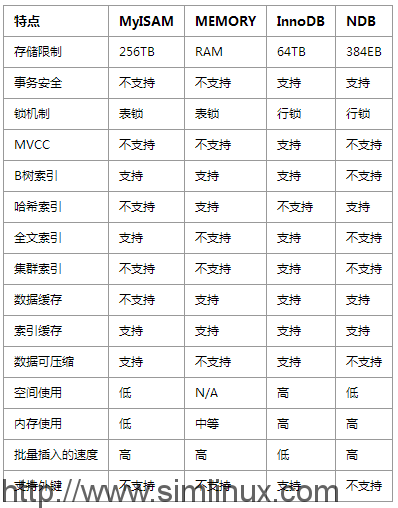 特点 MyISAM MEMORY InnoDB NDB
存储限制 256TB RAM 64TB 384EB
事务安全 不支持 不支持 支持 支持
锁机制 表锁 表锁 行锁 行锁
MVCC 不支持 不支持 支持 不支持
B树索引 支持 支持 支持 不支持
哈希索引 不支持 支持 不支持 支持
全文索引 支持 不支持 支持 不支持
集群索引 不支持 不支持 支持 不支持
数据缓存 不支持 支持 支持 支持
索引缓存 支持 支持 支持 支持
数据可压缩 支持 不支持 支持 不支持
空间使用 低 N/A 高 低
内存使用 低 中等 高 高
批量插入的速度 高 高 低 高
支持外键 不支持 不支持 支持 不支持
http://www.simlinux.com